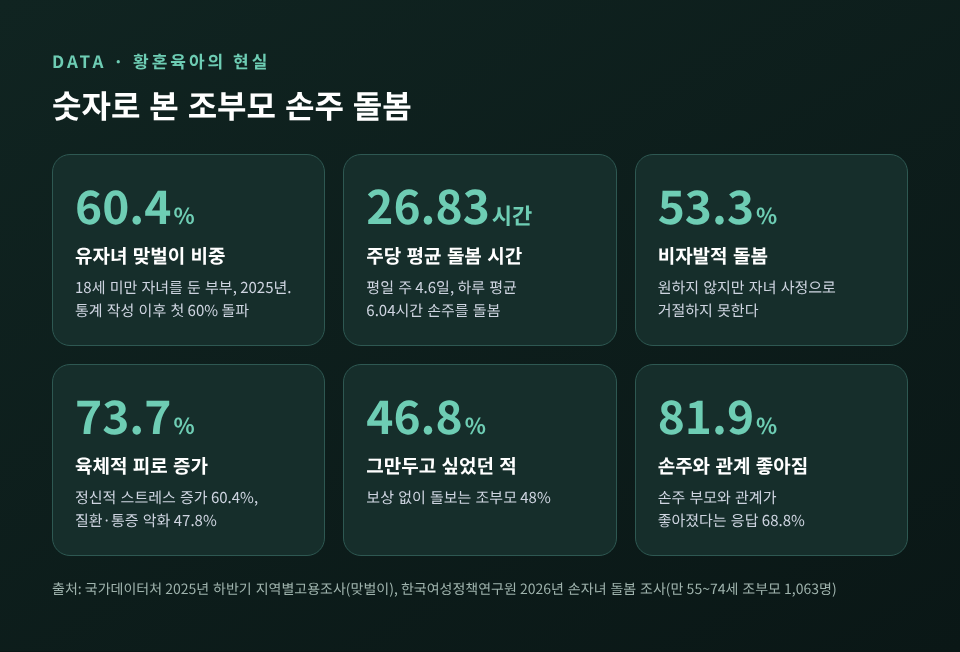 DATA · 황혼육아의 현실
숫자로 본 조부모 손주 돌봄
60.4%
유자녀 맞벌이 비중
18세 미만 자녀를 둔 부부, 2025년.
통계 작성 이후 첫 60% 돌파
26.83시간
주당 평균 돌봄 시간
평일 주 4.6일, 하루 평균
6.04시간 손주를 돌봄
53.3%
비자발적 돌봄
원하지 않지만 자녀 사정으로
거절하지 못한다
73.7%
육체적 피로 증가
정신적 스트레스 증가 60.4%,
질환·통증 악화 47.8%
46.8%
그만두고 싶었던 적
보상 없이 돌보는 조부모 48%
81.9%
손주와 관계 좋아짐
손주 부모와 관계가
좋아졌다는 응답 68.8%
출처: 국가데이터처 2025년 하반기 지역별고용조사(맞벌이), 한국여성정책연구원 2026년 손자녀 돌봄 조사(만 55~74세 조부모 1,063명)